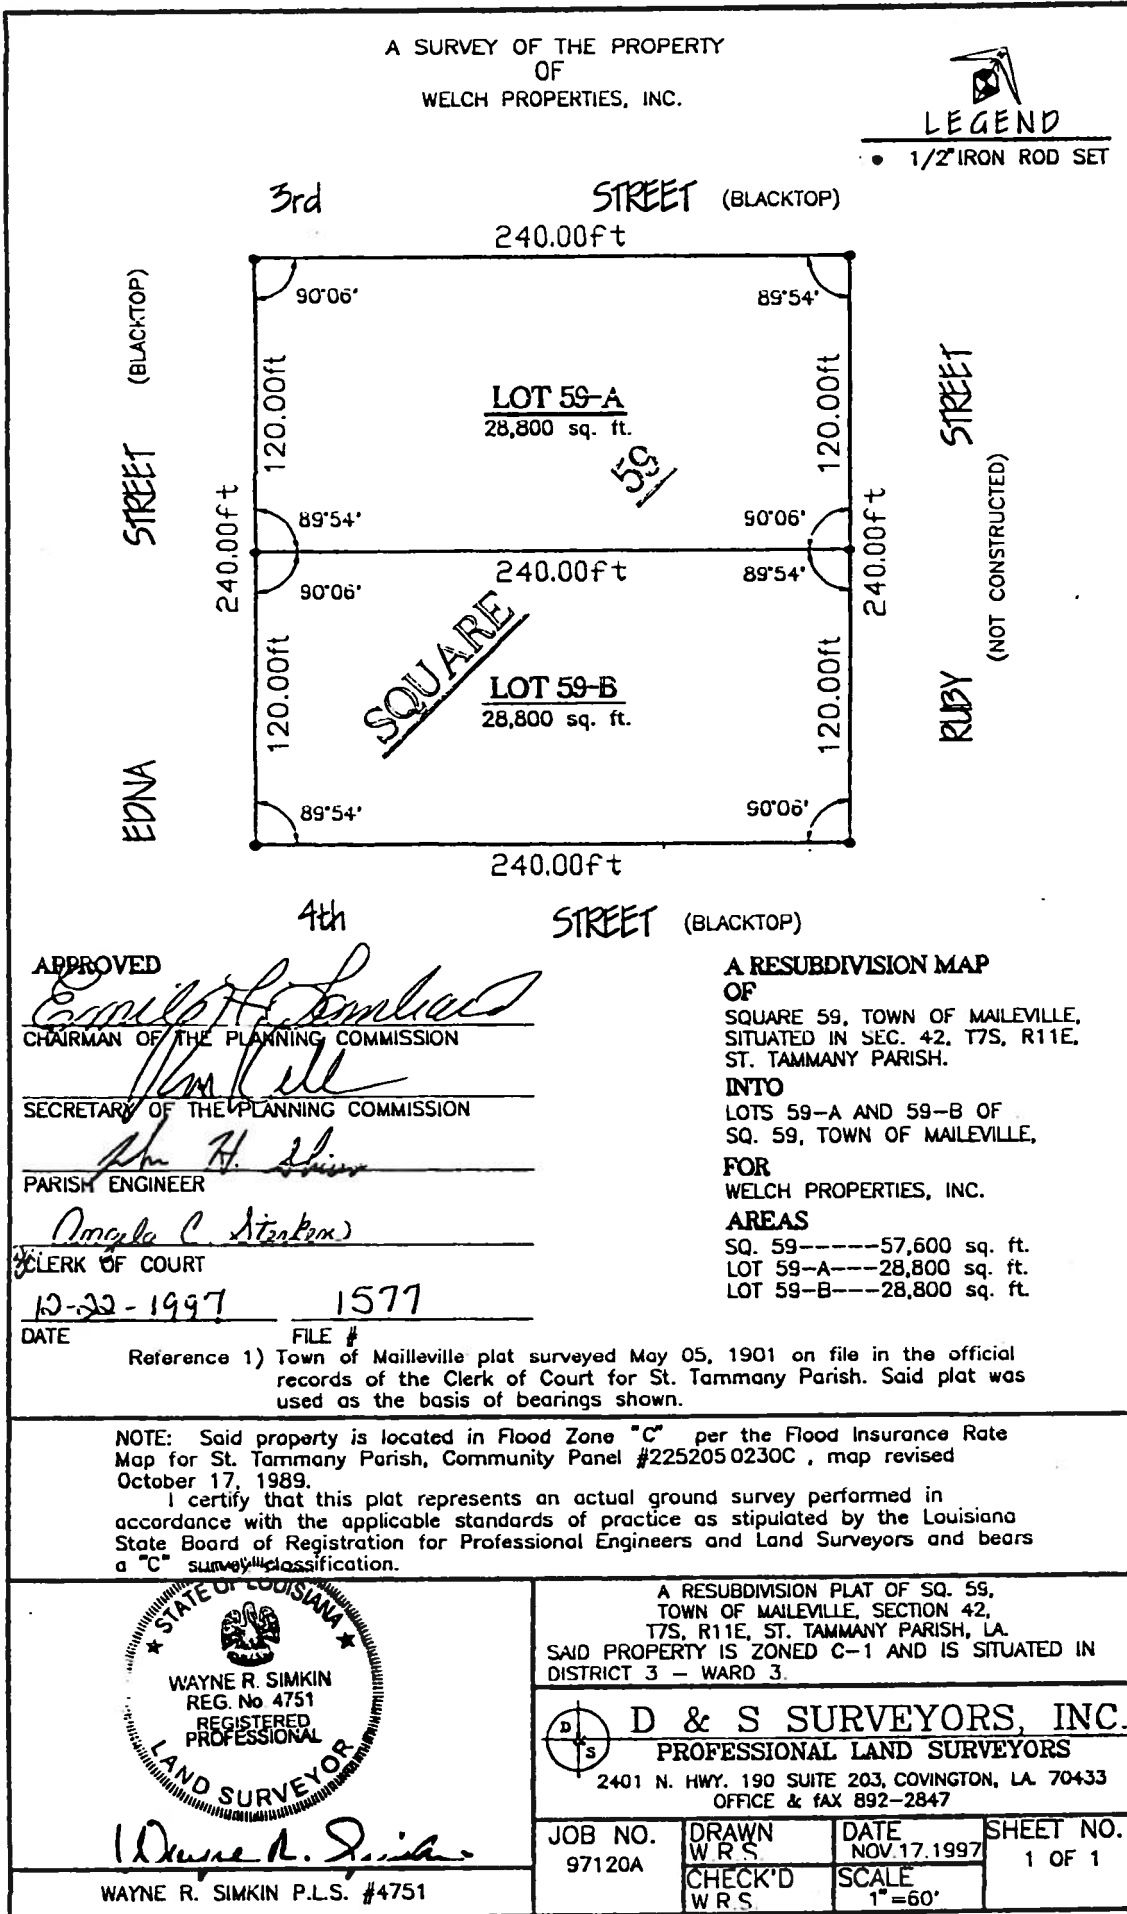 A SURVEY OF THE PROPERTY
OF
WELCH PROPERTIES, INC.
LEGEND
• 1/2" IRON ROD SET
3rd STREET (BLACKTOP)
240.00ft
90°06'
89°54'
(BLACKTOP)
STREET
EDNA
120.00ft
LOT 59-A
28,800 sq. ft.
59
120.00ft
STREET
(NOT CONSTRUCTED)
RUBY
240.00ft
89°54'
90°06'
240.00ft
240.00ft
90°06'
89°54'
SQUARE
120.00ft
LOT 59-B
28,800 sq. ft.
120.00ft
89°54'
90°06'
240.00ft
4th STREET (BLACKTOP)
APPROVED
CHAIRMAN OF THE PLANNING COMMISSION
SECRETARY OF THE PLANNING COMMISSION
PARISH ENGINEER
Angela C.
CLERK OF COURT
12-22-1997 1577
DATE FILE #
A RESUBDIVISION MAP
OF
SQUARE 59, TOWN OF MAILEVILLE,
SITUATED IN SEC. 42, T7S, R11E,
ST. TAMMANY PARISH.
INTO
LOTS 59-A AND 59-B OF
SQ. 59, TOWN OF MAILEVILLE,
FOR
WELCH PROPERTIES, INC.
AREAS
SQ. 59-----57,600 sq. ft.
LOT 59-A---28,800 sq. ft.
LOT 59-B---28,800 sq. ft.
Reference 1) Town of Mailleville plat surveyed May 05, 1901 on file in the official
records of the Clerk of Court for St. Tammany Parish. Said plat was
used as the basis of bearings shown.
NOTE: Said property is located in Flood Zone "C" per the Flood Insurance Rate
Map for St. Tammany Parish, Community Panel #225205 0230C , map revised
October 17, 1989.
I certify that this plat represents an actual ground survey performed in
accordance with the applicable standards of practice as stipulated by the Louisiana
State Board of Registration for Professional Engineers and Land Surveyors and bears
a "C" survey classification.
STATE OF LOUISIANA
WAYNE R. SIMKIN
REG. No. 4751
REGISTERED
PROFESSIONAL
LAND SURVEYOR
Wayne R. Simkin
WAYNE R. SIMKIN P.L.S. #4751
A RESUBDIVISION PLAT OF SQ. 59,
TOWN OF MAILEVILLE, SECTION 42,
T7S, R11E, ST. TAMMANY PARISH, LA.
SAID PROPERTY IS ZONED C-1 AND IS SITUATED IN
DISTRICT 3 - WARD 3.
D S
D & S SURVEYORS, INC.
PROFESSIONAL LAND SURVEYORS
2401 N. HWY. 190 SUITE 203, COVINGTON, LA. 70433
OFFICE & fAX 892-2847
JOB NO.
97120A
DRAWN
W.R.S.
DATE
NOV.17.1997
SHEET NO.
1 OF 1
CHECK'D
W.R.S.
SCALE
1"=60'